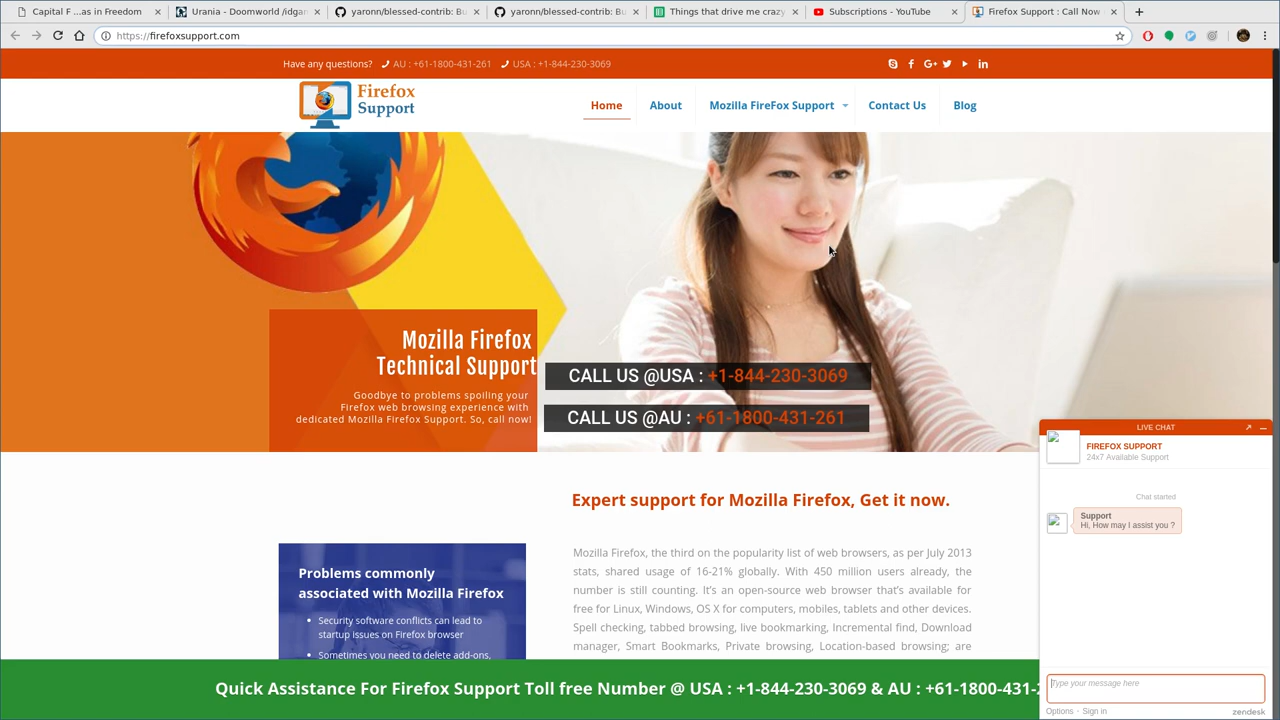 Capital F ... n vs case
Urania - Doomworld /idgan
yaronn/blessed-contrib: Bu
yaronn/blessed-contrib: Bu
Things that drive me crazy
Subscriptions - YouTube
Firefox Support : Call Now
https://firefoxsupport.com
Have any questions? AU : +61-1800-431-261 USA : +1-844-230-3069
Firefox
Support
Home About Mozilla FireFox Support Contact Us Blog
Mozilla Firefox
Technical Support
Goodbye to problems spoiling your
Firefox web browsing experience with
dedicated Mozilla Firefox Support. So, call now!
CALL US @USA : +1-844-230-3069
CALL US @AU : +61-1800-431-261
Expert support for Mozilla Firefox, Get it now.
Problems commonly
associated with Mozilla Firefox
Security software conflicts can lead to
startup issues on Firefox browser
Sometimes you need to delete add-ons,
Mozilla Firefox, the third on the popularity list of web browsers, as per July 2013
stats, shared usage of 16-21% globally. With 450 million users already, the
number is still counting. It's an open-source web browser that's available for
free for Linux, Windows, OS X for computers, mobiles, tablets and other devices.
Spell checking, tabbed browsing, live bookmarking, Incremental find, Download
manager, Smart Bookmarks, Private browsing, Location-based browsing; are
Quick Assistance For Firefox Support Toll free Number @ USA : +1-844-230-3069 & AU : +61-1800-431-
LIVE CHAT
FIREFOX SUPPORT
24x7 Available Support
Chat started
Support
Hi, How may I assist you ?
Type your message here
Options · Sign in
zendesk